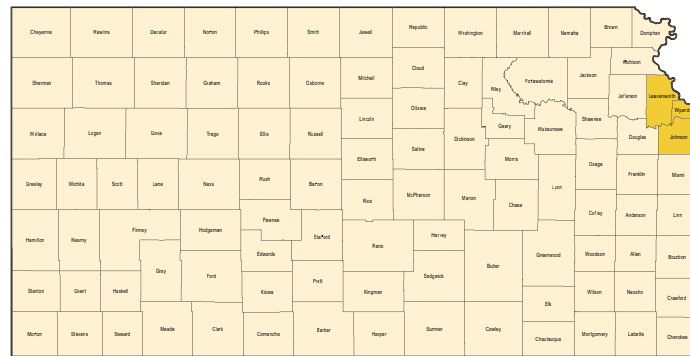 Cheyenne Rawlins Decatur Norton Phillips Smith Jewell Republic Washington Marshall Nemaha Brown Doniphan
Sherman Thomas Sheridan Graham Rooks Osborne Mitchell Cloud Clay Riley Pottawatomie Jackson Atchison
Jefferson Leavenworth Wyandotte
Wallace Logan Gove Trego Ellis Russell Lincoln Ottawa Saline Dickinson Geary Wabaunsee Shawnee Douglas Johnson
Greeley Wichita Scott Lane Ness Rush Barton Ellsworth Rice McPherson Marion Morris Chase Lyon Osage Franklin Miami
Hamilton Kearny Finney Hodgeman Pawnee Edwards Stafford Reno Harvey Coffey Anderson Linn
Gray Ford Kiowa Pratt Kingman Sedgwick Butler Greenwood Woodson Allen Bourbon
Stanton Grant Haskell Elk Wilson Neosho Crawford
Morton Stevens Seward Meade Clark Comanche Barber Harper Sumner Cowley Chautauqua Montgomery Labette Cherokee